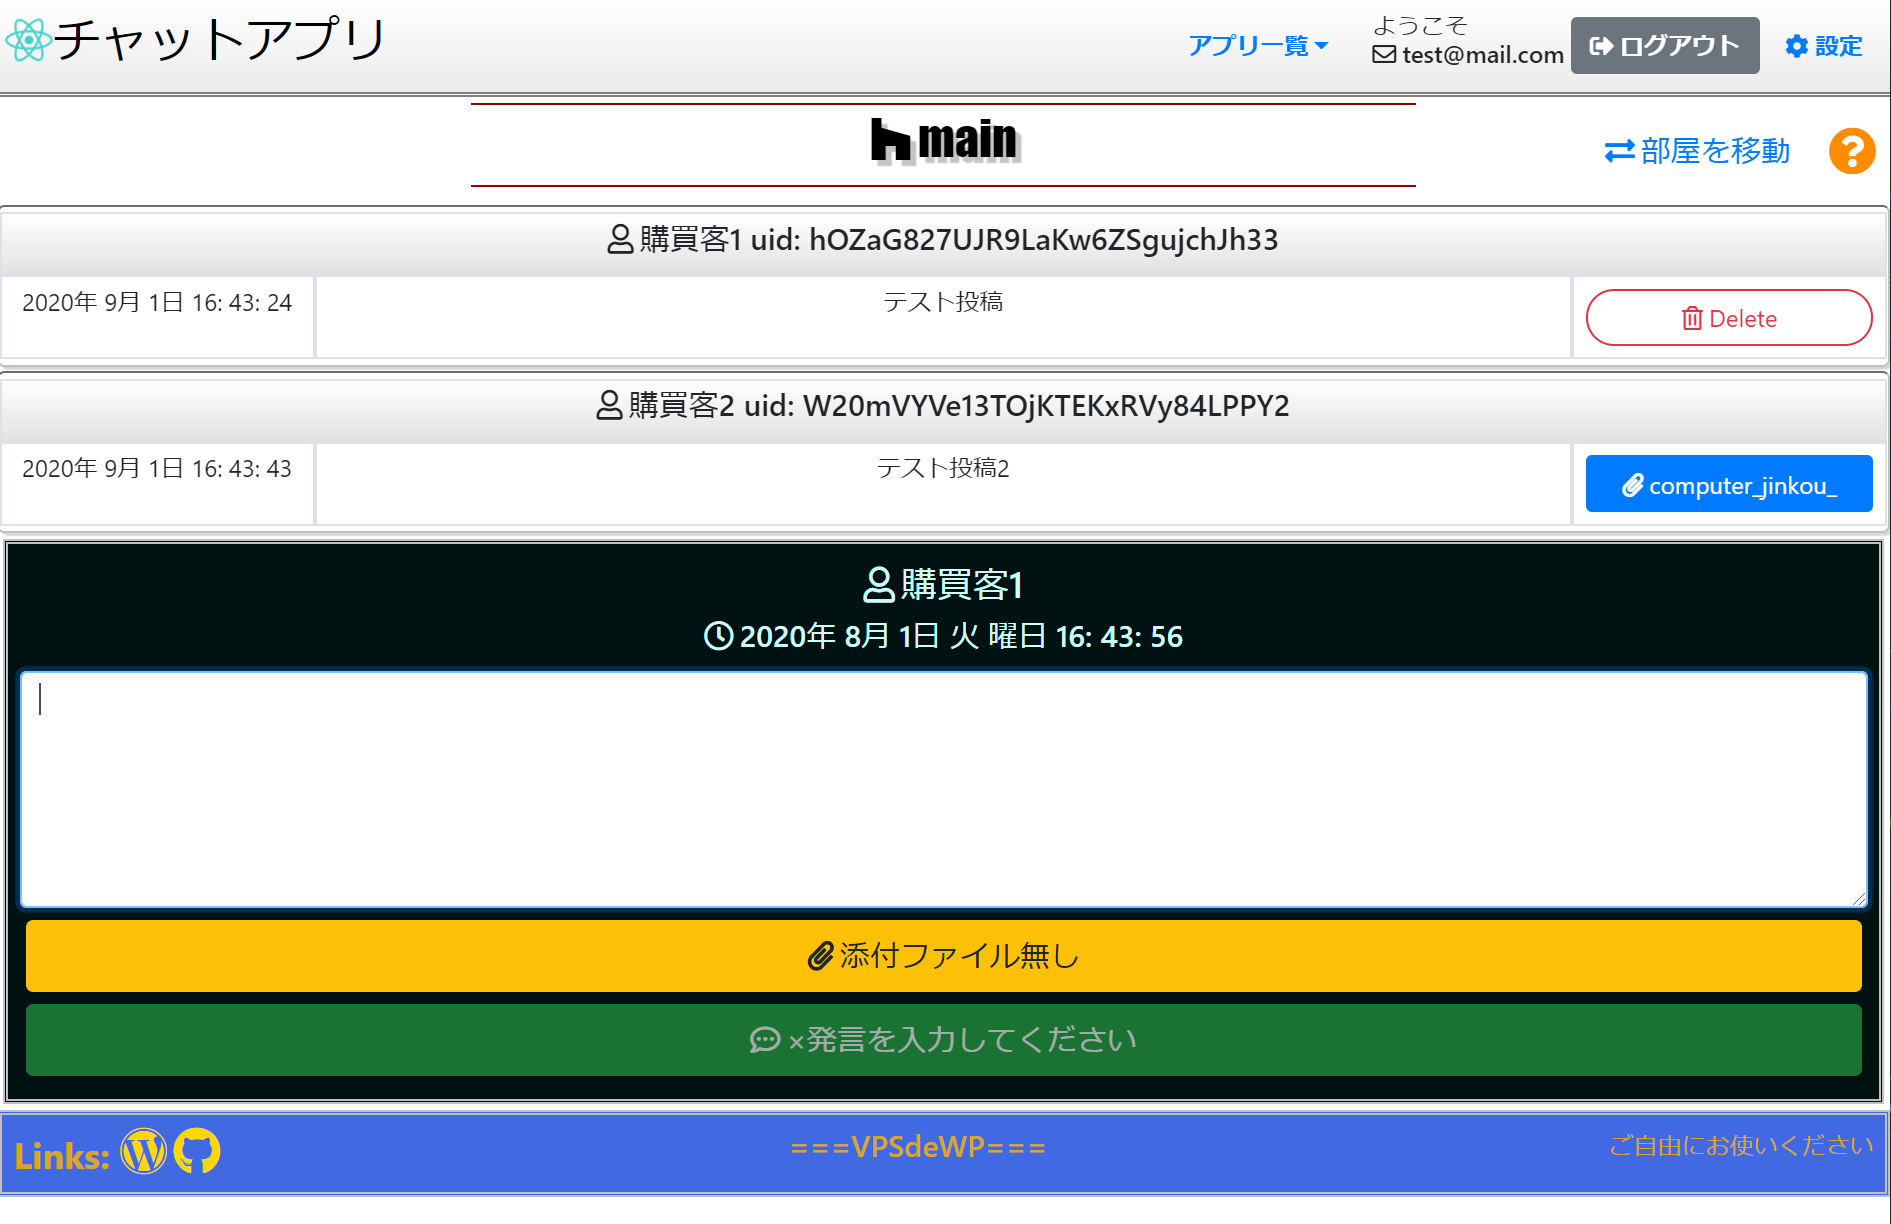 チャットアプリ
アプリ一覧
ようこそ
test@mail.com
ログアウト
設定
main
部屋を移動
?
購買客1 uid: hOZaG827UJR9LaKw6ZSgujchJh33
2020年 9月 1日 16: 43: 24
テスト投稿
Delete
購買客2 uid: W20mVYVe13TOjKTEKxRVy84LPPY2
2020年 9月 1日 16: 43: 43
テスト投稿2
computer_jinkou_
購買客1
2020年 8月 1日 火 曜日 16: 43: 56
添付ファイル無し
×発言を入力してください
Links:
===VPSdeWP===
ご自由にお使いください